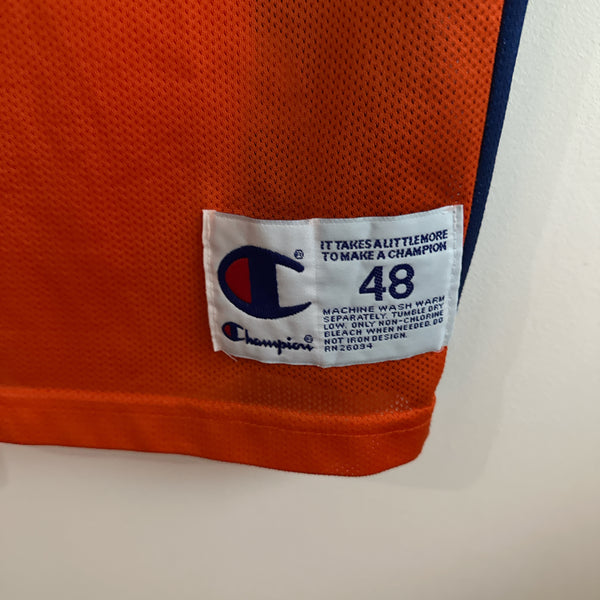 C®
Champion
IT TAKES A LITTLE MORE
TO MAKE A CHAMPION
48
MACHINE WASH WARM
SEPARATELY. TUMBLE DRY
LOW. ONLY NON-CHLORINE
BLEACH WHEN NEEDED. DO
NOT IRON DESIGN.
RN 26094